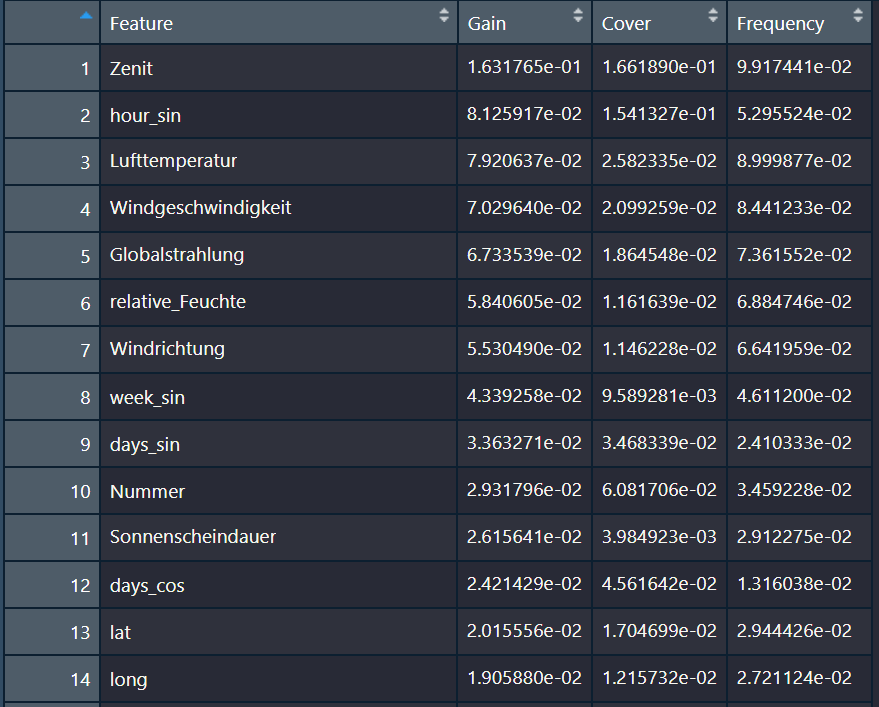 Feature Gain Cover Frequency
1 Zenit 1.631765e-01 1.661890e-01 9.917441e-02
2 hour_sin 8.125917e-02 1.541327e-01 5.295524e-02
3 Lufttemperatur 7.920637e-02 2.582335e-02 8.999877e-02
4 Windgeschwindigkeit 7.029640e-02 2.099259e-02 8.441233e-02
5 Globalstrahlung 6.733539e-02 1.864548e-02 7.361552e-02
6 relative_Feuchte 5.840605e-02 1.161639e-02 6.884746e-02
7 Windrichtung 5.530490e-02 1.146228e-02 6.641959e-02
8 week_sin 4.339258e-02 9.589281e-03 4.611200e-02
9 days_sin 3.363271e-02 3.468339e-02 2.410333e-02
10 Nummer 2.931796e-02 6.081706e-02 3.459228e-02
11 Sonnenscheindauer 2.615641e-02 3.984923e-03 2.912275e-02
12 days_cos 2.421429e-02 4.561642e-02 1.316038e-02
13 lat 2.015556e-02 1.704699e-02 2.944426e-02
14 long 1.905880e-02 1.215732e-02 2.721124e-02